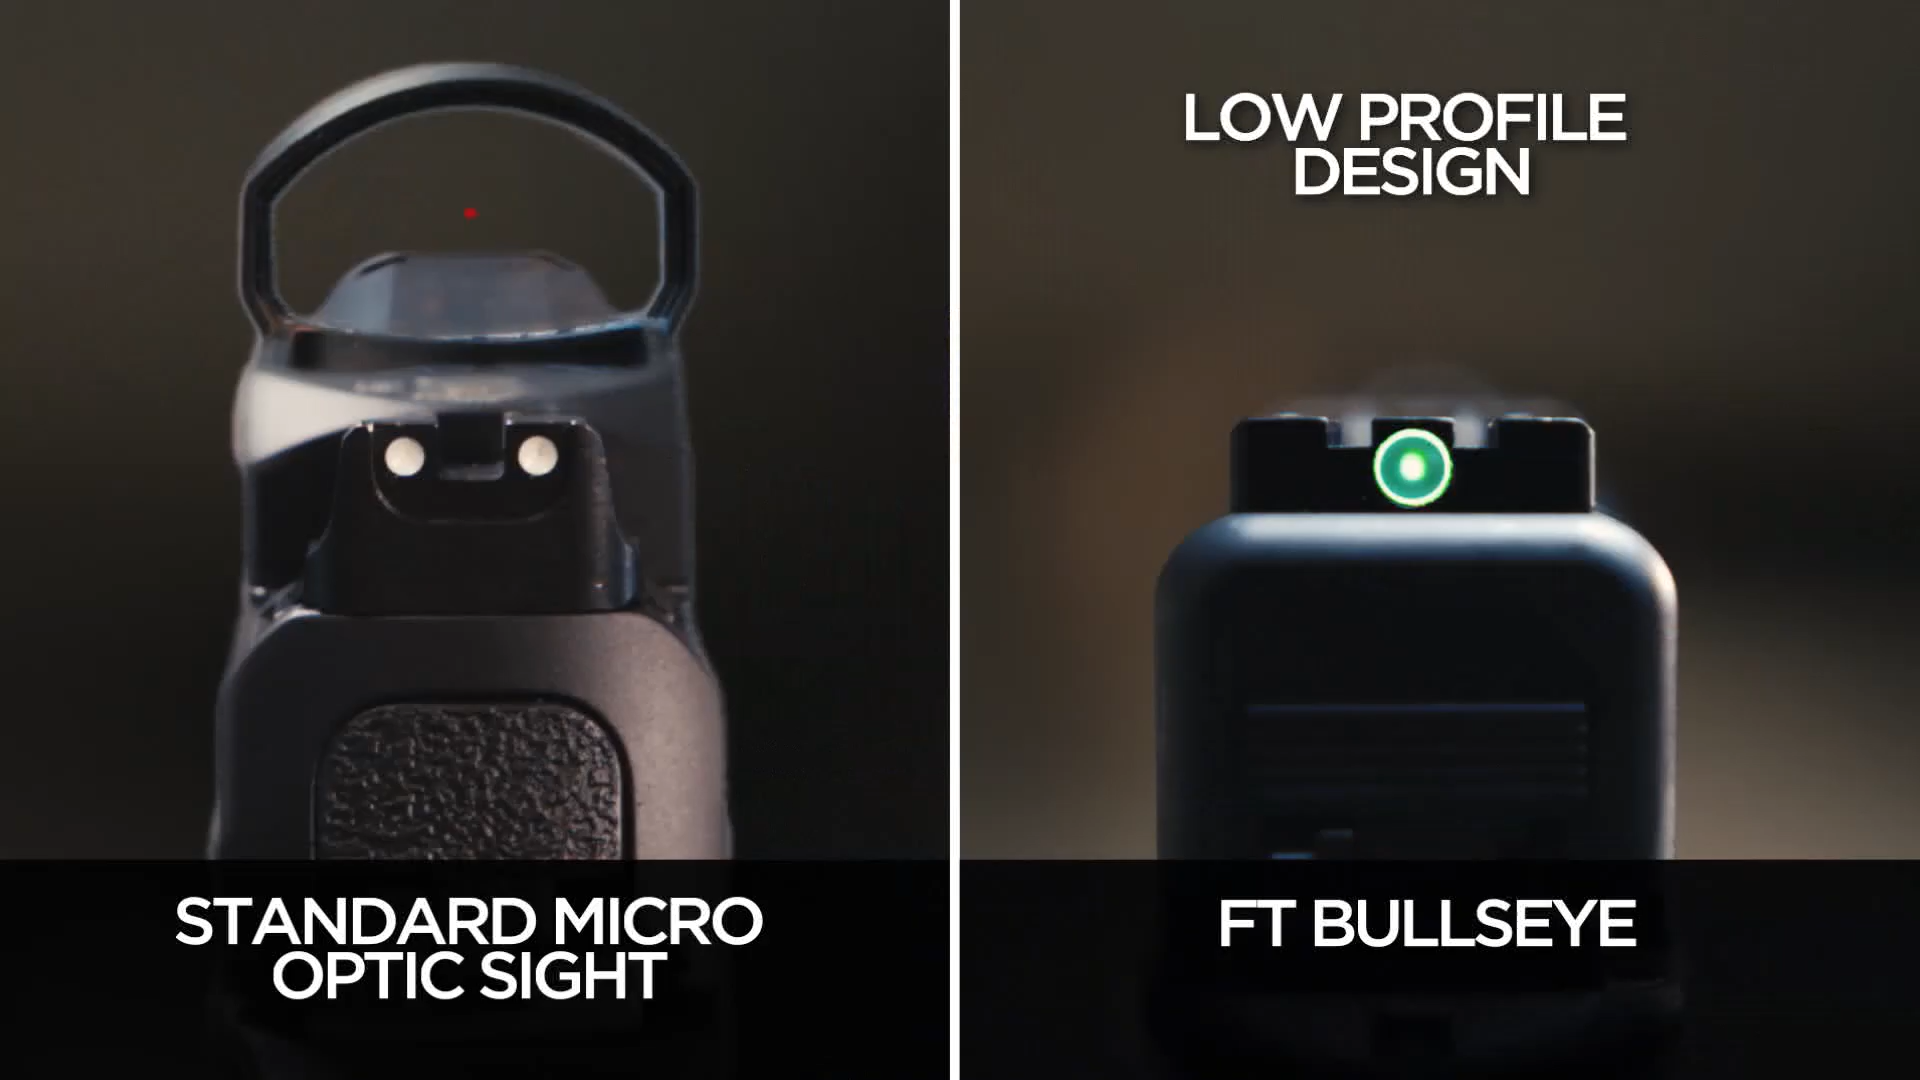 STANDARD MICRO
OPTIC SIGHT
LOW PROFILE
DESIGN
FT BULLSEYE